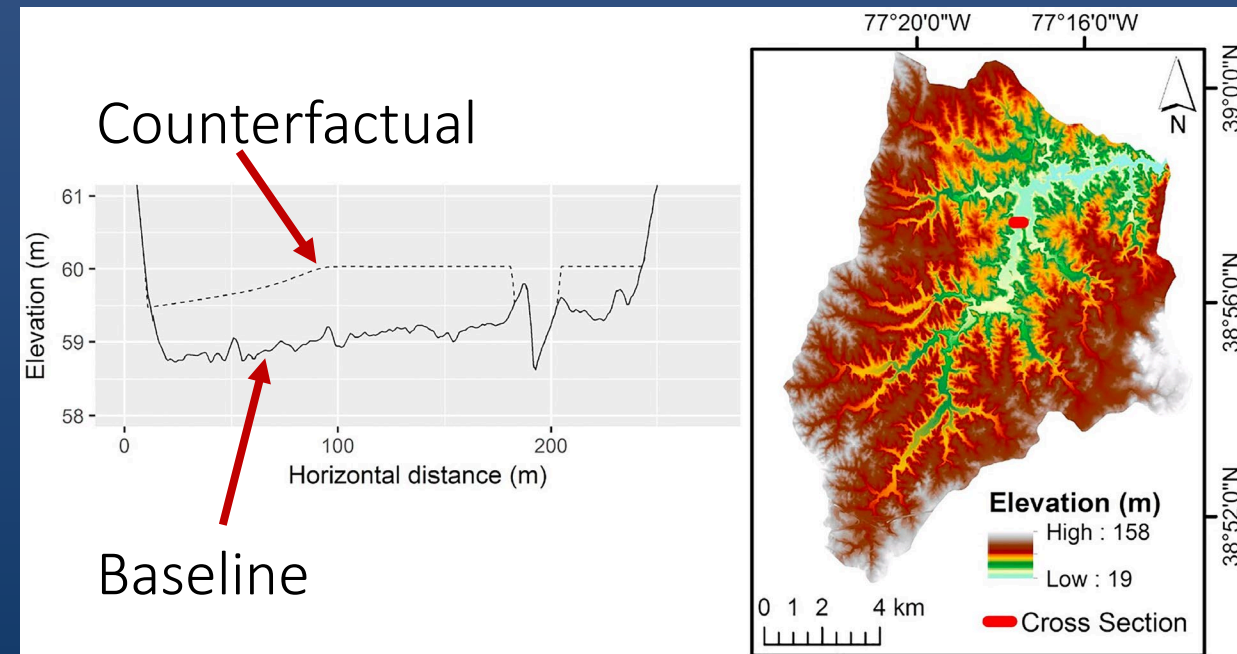 Counterfactual
61
60
59
58
Elevation (m)
0 100 200
Horizontal distance (m)
Baseline
77°20'0"W 77°16'0"W
N
39°0'0"N
38°56'0"N
38°52'0"N
Elevation (m)
High : 158
Low : 19
0 1 2 4 km
Cross Section